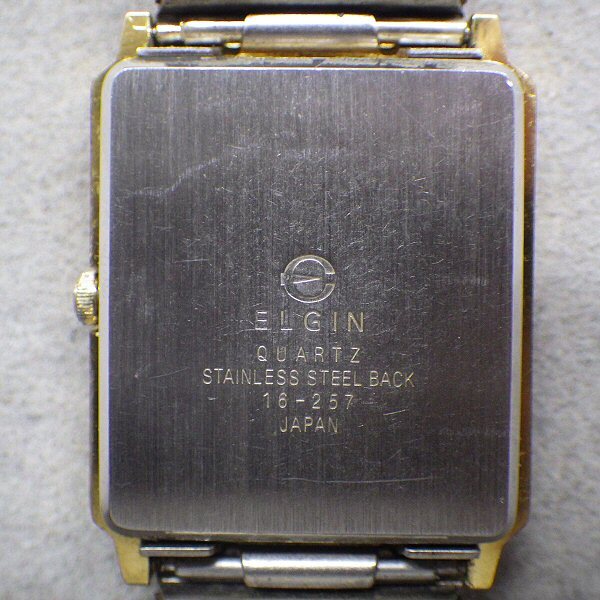 ELGIN
QUARTZ
STAINLESS STEEL BACK
16-257
JAPAN